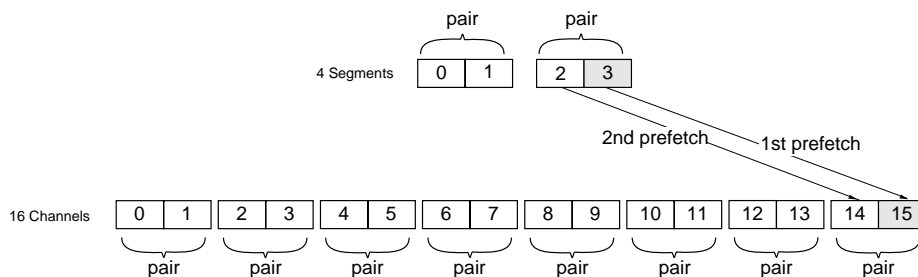 pair pair
4 Segments 0 1 2 3
2nd prefetch 1st prefetch
16 Channels 0 1 2 3 4 5 6 7 8 9 10 11 12 13 14 15
pair pair pair pair pair pair pair pair